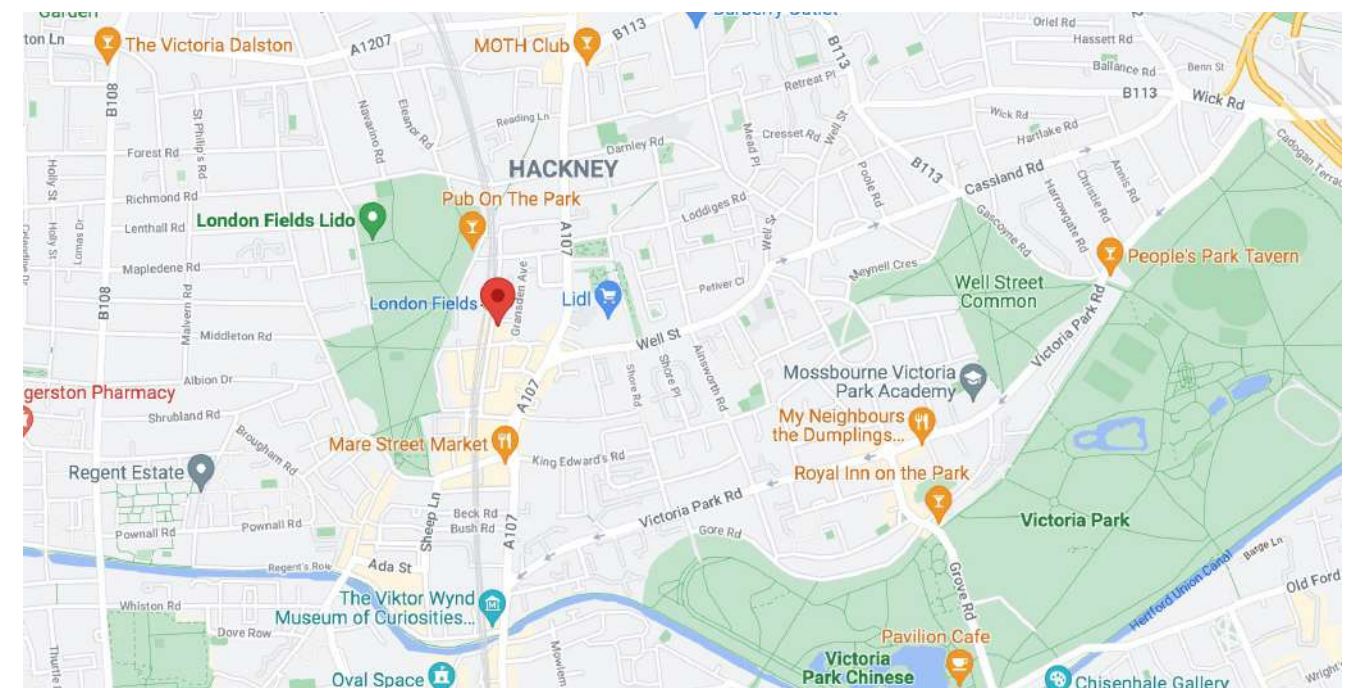 Garden
ton Ln
The Victoria Dalston
A1207
MOTH Club
B113
Burberry Outlet
Oriel Rd
Hassett Rd
Ballance Rd
Benn St
B113
Wick Rd
B108
St Philip's Rd
Navarino Rd
Eleanor Rd
Reading Ln
Retreat Pl
B113
Well St
Wick Rd
Hartlake Rd
Cadogan Terrac
Forest Rd
Darnley Rd
Mead Pl
Cresset Rd
Holly St
HACKNEY
Poole Rd
B113
Cassland Rd
Annis Rd
Christie Rd
Harrowgate Rd
Richmond Rd
Pub On The Park
Loddiges Rd
Gascoyne Rd
London Fields Lido
Lenthall Rd
Holly St
Lomas Dr
A107
Well St
People's Park Tavern
Mapledene Rd
Gransden Ave
Meynell Cres
Petiver Cl
Well Street
Common
London Fields
Lidl
B108
Malvern Rd
Middleton Rd
Well St
Victoria Park Rd
Shore Rd
Shore Pl
Ainsworth Rd
Albion Dr
Mossbourne Victoria
Park Academy
gerston Pharmacy
A107
Shrubland Rd
My Neighbours
the Dumplings...
Brougham Rd
Mare Street Market
King Edward's Rd
Regent Estate
Royal Inn on the Park
Victoria Park Rd
Sheep Ln
Beck Rd
Bush Rd
A107
Gore Rd
Victoria Park
Pownall Rd
Pownall Rd
Regent's Row
Ada St
Grove Rd
Hertford Union Canal
Barge Ln
Old Ford
The Viktor Wynd
Museum of Curiosities...
Whiston Rd
Dove Row
Pavilion Cafe
Mowlem
Victoria
Park Chinese
Oval Space
Chisenhale Gallery
Wright's
Thurtle